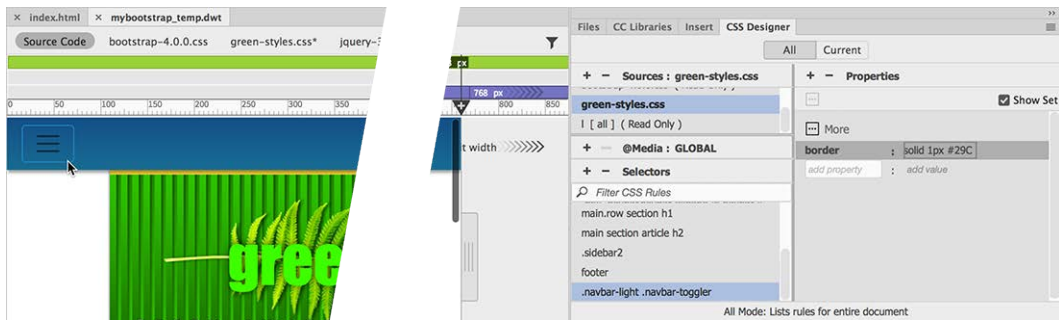 index.html mybootstrap_temp.dwt
Source Code bootstrap-4.0.0.css green-styles.css* jquery-
px
768 px
0 50 100 150 200 250 300 350 800 850
t width
gree
Files CC Libraries Insert CSS Designer
All Current
+ − Sources : green-styles.css
green-styles.css
[ all ] ( Read Only )
+ − @Media : GLOBAL
+ − Selectors
Filter CSS Rules
main.row section h1
main section article h2
.sidebar2
footer
.navbar-light .navbar-toggler
+ − Properties
Show Set
More
border : solid 1px #29C
add property : add value
All Mode: Lists rules for entire document